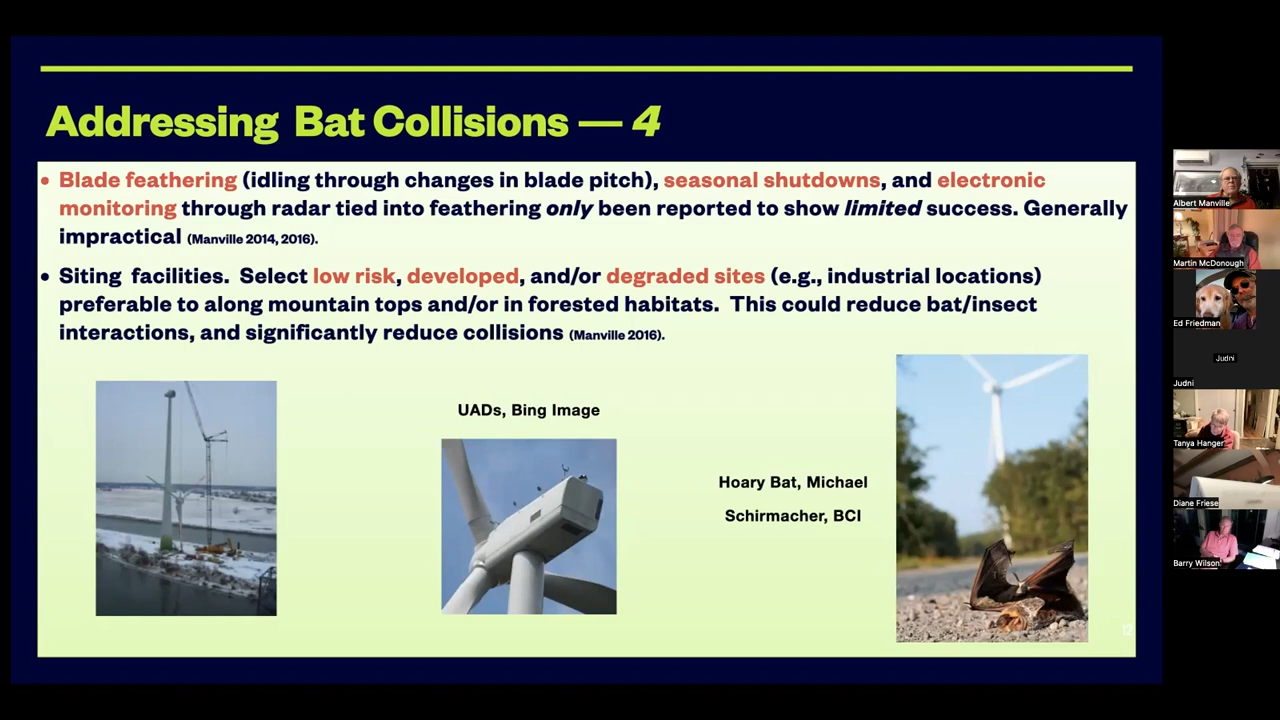 Addressing Bat Collisions — 4
• Blade feathering (idling through changes in blade pitch), seasonal shutdowns, and electronic
monitoring through radar tied into feathering only been reported to show limited success. Generally
impractical (Manville 2014, 2016).
• Siting facilities. Select low risk, developed, and/or degraded sites (e.g., industrial locations)
preferable to along mountain tops and/or in forested habitats. This could reduce bat/insect
interactions, and significantly reduce collisions (Manville 2016).
UADs, Bing Image
Hoary Bat, Michael
Schirmacher, BCI
12
Albert Manville
Martin McDonough
Ed Friedman
Judni
Judni
Tanya Hanger
Diane Friese
Barry Wilson